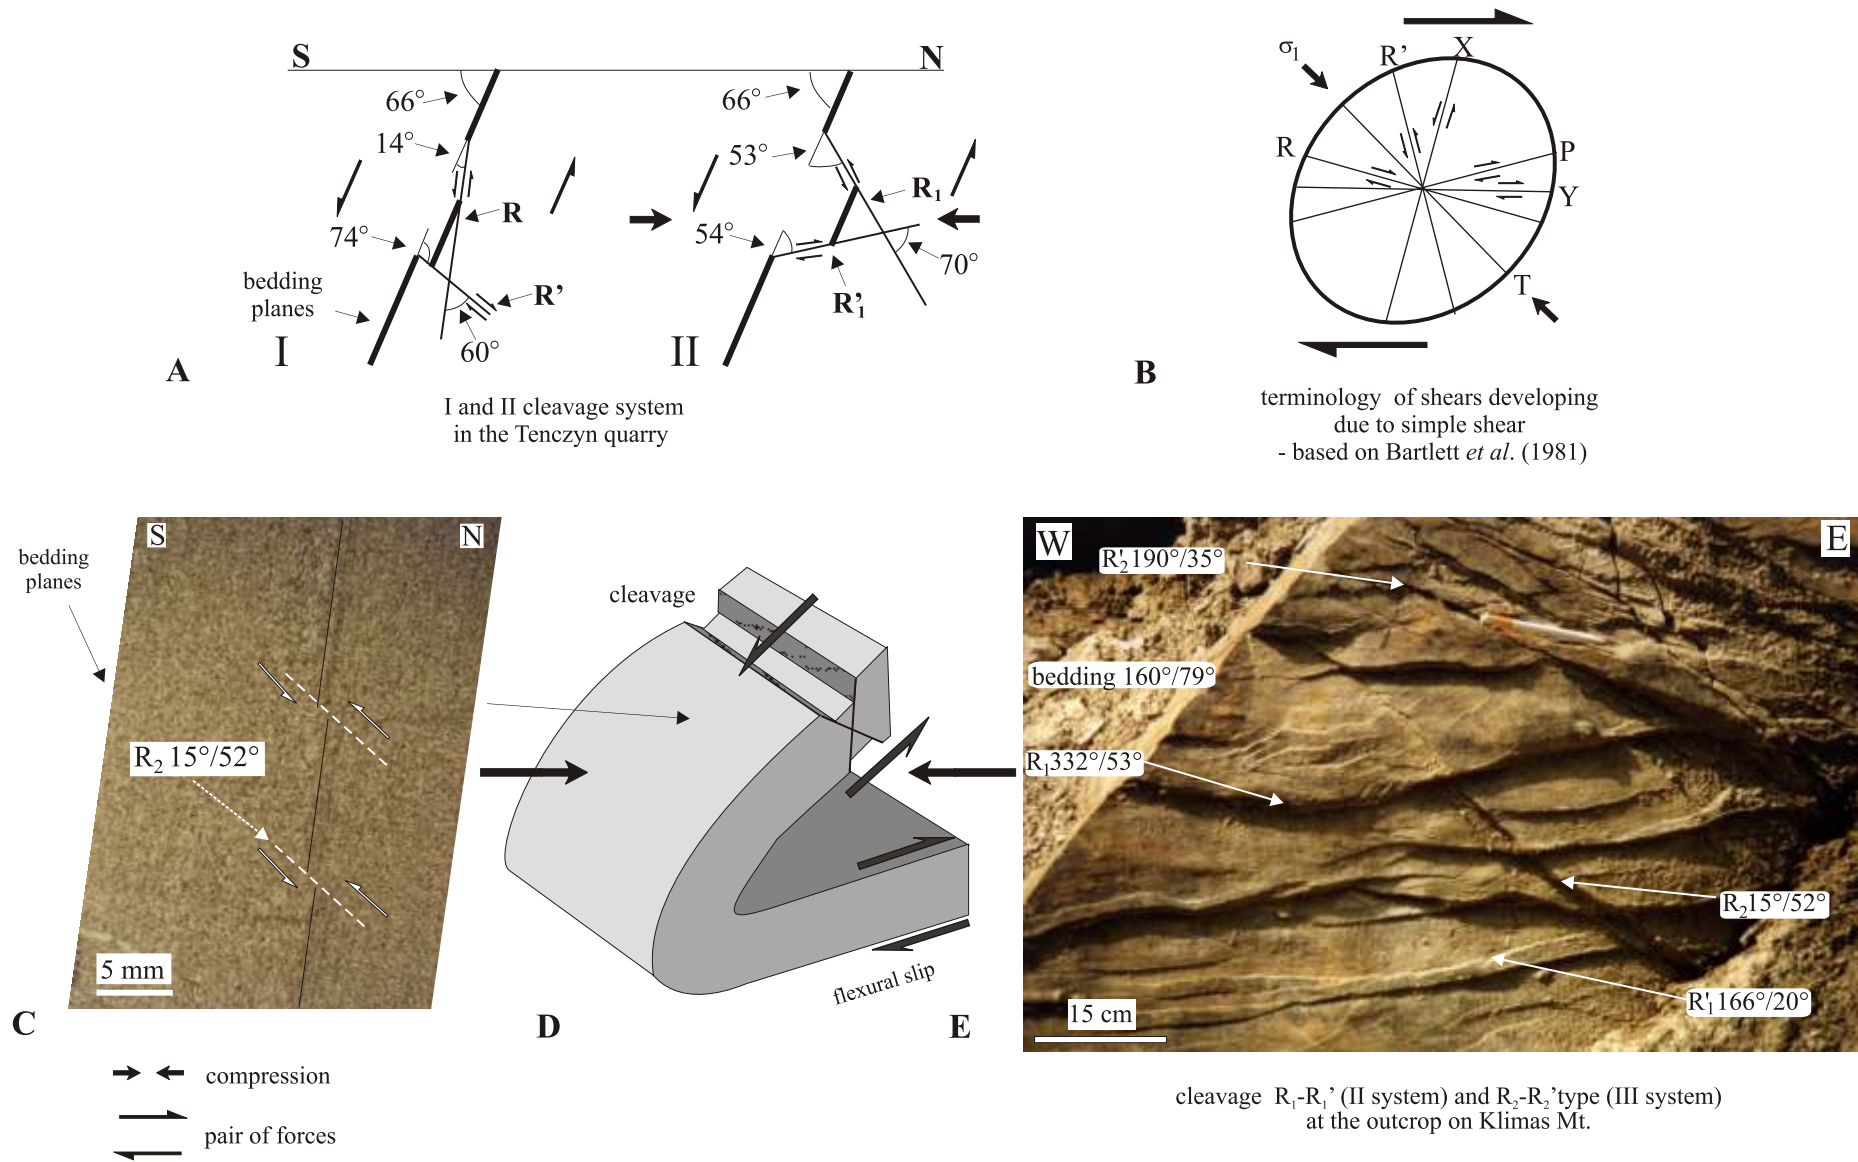 S
N
66°
14°
R
74°
bedding
planes
R'
60°
I
A
66°
53°
R1
54°
70°
R'1
II
I and II cleavage system
in the Tenczyn quarry
σ1
R'
X
R
P
Y
T
B
terminology of shears developing
due to simple shear
- based on Bartlett et al. (1981)
bedding
planes
S
N
R2 15°/52°
5 mm
C
cleavage
flexural slip
D
W
E
R'2 190°/35°
bedding 160°/79°
R1 332°/53°
R2 15°/52°
R'1 166°/20°
15 cm
E
compression
pair of forces
cleavage R1-R1' (II system) and R2-R2'type (III system)
at the outcrop on Klimas Mt.